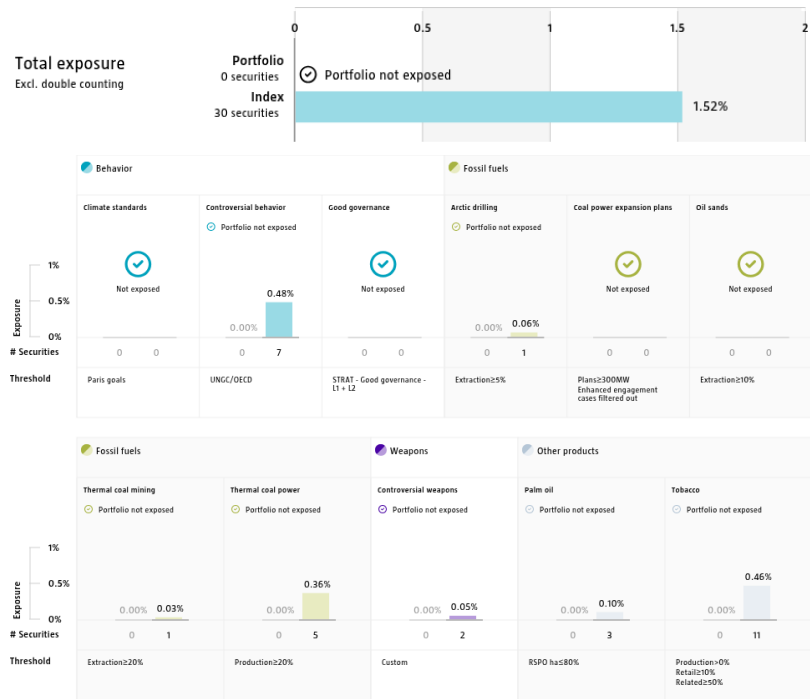 0 0.5 1 1.5 2
Total exposure
Excl. double counting
Portfolio
0 securities
Portfolio not exposed
Index
30 securities
1.52%
Behavior Fossil fuels
Climate standards Controversial behavior Good governance Arctic drilling Coal power expansion plans Oil sands
Portfolio not exposed Portfolio not exposed
1%
Not exposed Not exposed Not exposed Not exposed
0.5%
0.00% 0.48% 0.00% 0.06%
0%
Exposure
# Securities 0 0 0 7 0 0 0 1 0 0 0 0
Threshold Paris goals UNGC/OECD STRAT - Good governance - Extraction≥5% Plans≥300MW Extraction≥10%
L1 + L2 Enhanced engagement
cases filtered out
Fossil fuels Weapons Other products
Thermal coal mining Thermal coal power Controversial weapons Palm oil Tobacco
Portfolio not exposed Portfolio not exposed Portfolio not exposed Portfolio not exposed Portfolio not exposed
1%
0.5%
0.00% 0.03% 0.00% 0.36% 0.00% 0.05% 0.00% 0.10% 0.00% 0.46%
0%
Exposure
# Securities 0 1 0 5 0 2 0 3 0 11
Threshold Extraction≥20% Production≥20% Custom RSPO ha≤80% Production>0%
Retail≥10%
Related≥50%